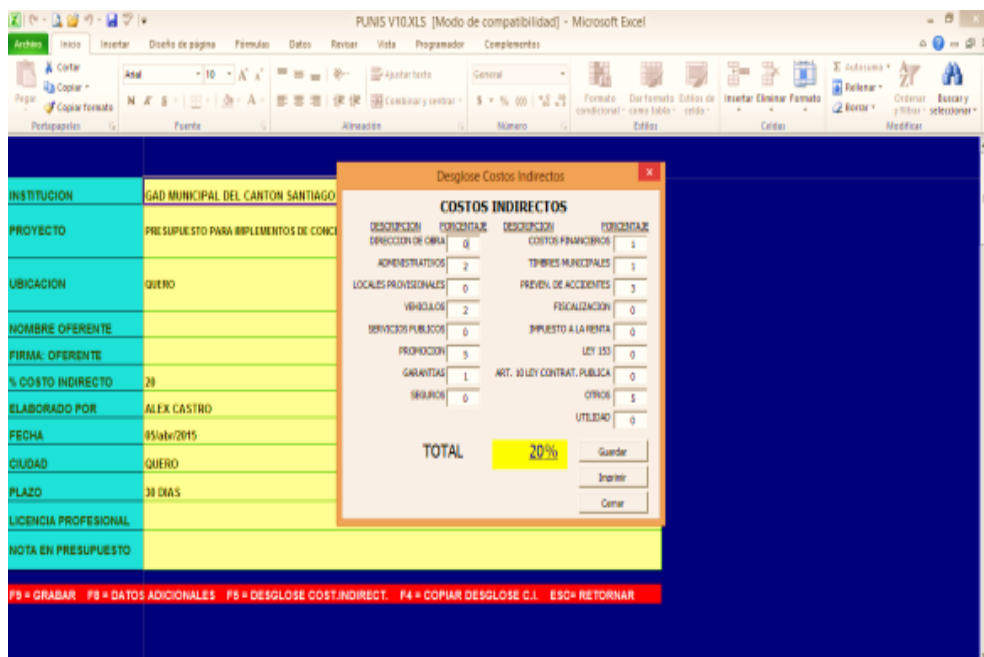 PUNIS V10.XLS [Modo de compatibilidad] - Microsoft Excel
Archivo Inicio Insertar Diseño de página Fórmulas Datos Revisar Vista Programador Complementos
Pegar
Cortar
Copiar
Copiar formato
Portapapeles
Arial 10
N K S
Fuente
Ajustar texto
Combinar y centrar
Alineación
General
$ % 000
Número
Formato condicional
Dar formato como tabla
Estilos de celda
Estilos
Insertar Eliminar Formato
Celdas
Σ Autosuma
Rellenar
Borrar
Ordenar y filtrar
Buscar y seleccionar
Modificar
INSTITUCION GAD MUNICIPAL DEL CANTON SANTIAGO
PROYECTO PRESUPUESTO PARA IMPLEMENTOS DE
UBICACION QUERO
NOMBRE OFERENTE
FIRMA: OFERENTE
% COSTO INDIRECTO 20
ELABORADO POR ALEX CASTRO
FECHA 05/abr/2015
CIUDAD QUERO
PLAZO 30 DIAS
LICENCIA PROFESIONAL
NOTA EN PRESUPUESTO
Desglose Costos Indirectos
x
COSTOS INDIRECTOS
DESCRIPCION PORCENTAJE DESCRIPCION PORCENTAJE
DIRECCION DE OBRA 0 COSTOS FINANCIEROS 1
ADMINISTRATIVOS 2 TIMBRES MUNICIPALES 1
LOCALES PROVISIONALES 0 PREVEN. DE ACCIDENTES 3
VEHICULOS 2 FISCALIZACION 0
SERVICIOS PUBLICOS 0 IMPUESTO A LA RENTA 0
PROMOCION 5 LEY 153 0
GARANTIAS 1 ART. 10 LEY CONTRAT. PUBLICA 0
SEGUROS 0 OTROS 5
UTILIDAD 0
TOTAL 20%
Guardar
Imprimir
Cerrar
F9 = GRABAR F8 = DATOS ADICIONALES F5 = DESGLOSE COST.INDIRECT. F4 = COPIAR DESGLOSE C.I. ESC= RETORNAR